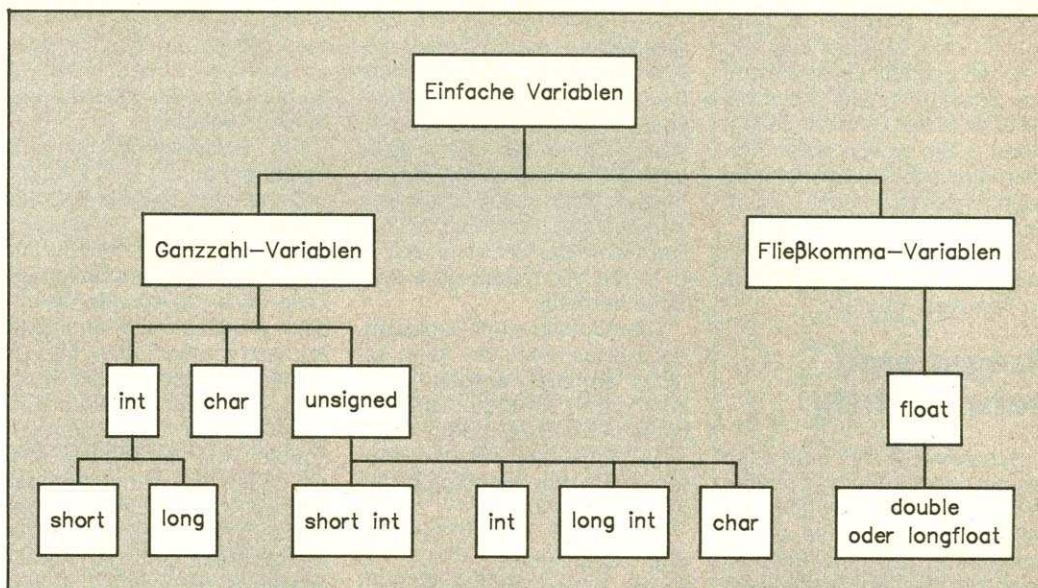 Einfache Variablen
Ganzzahl-Variablen
Fließkomma-Variablen
int
char
unsigned
float
short
long
short int
int
long int
char
double
oder longfloat